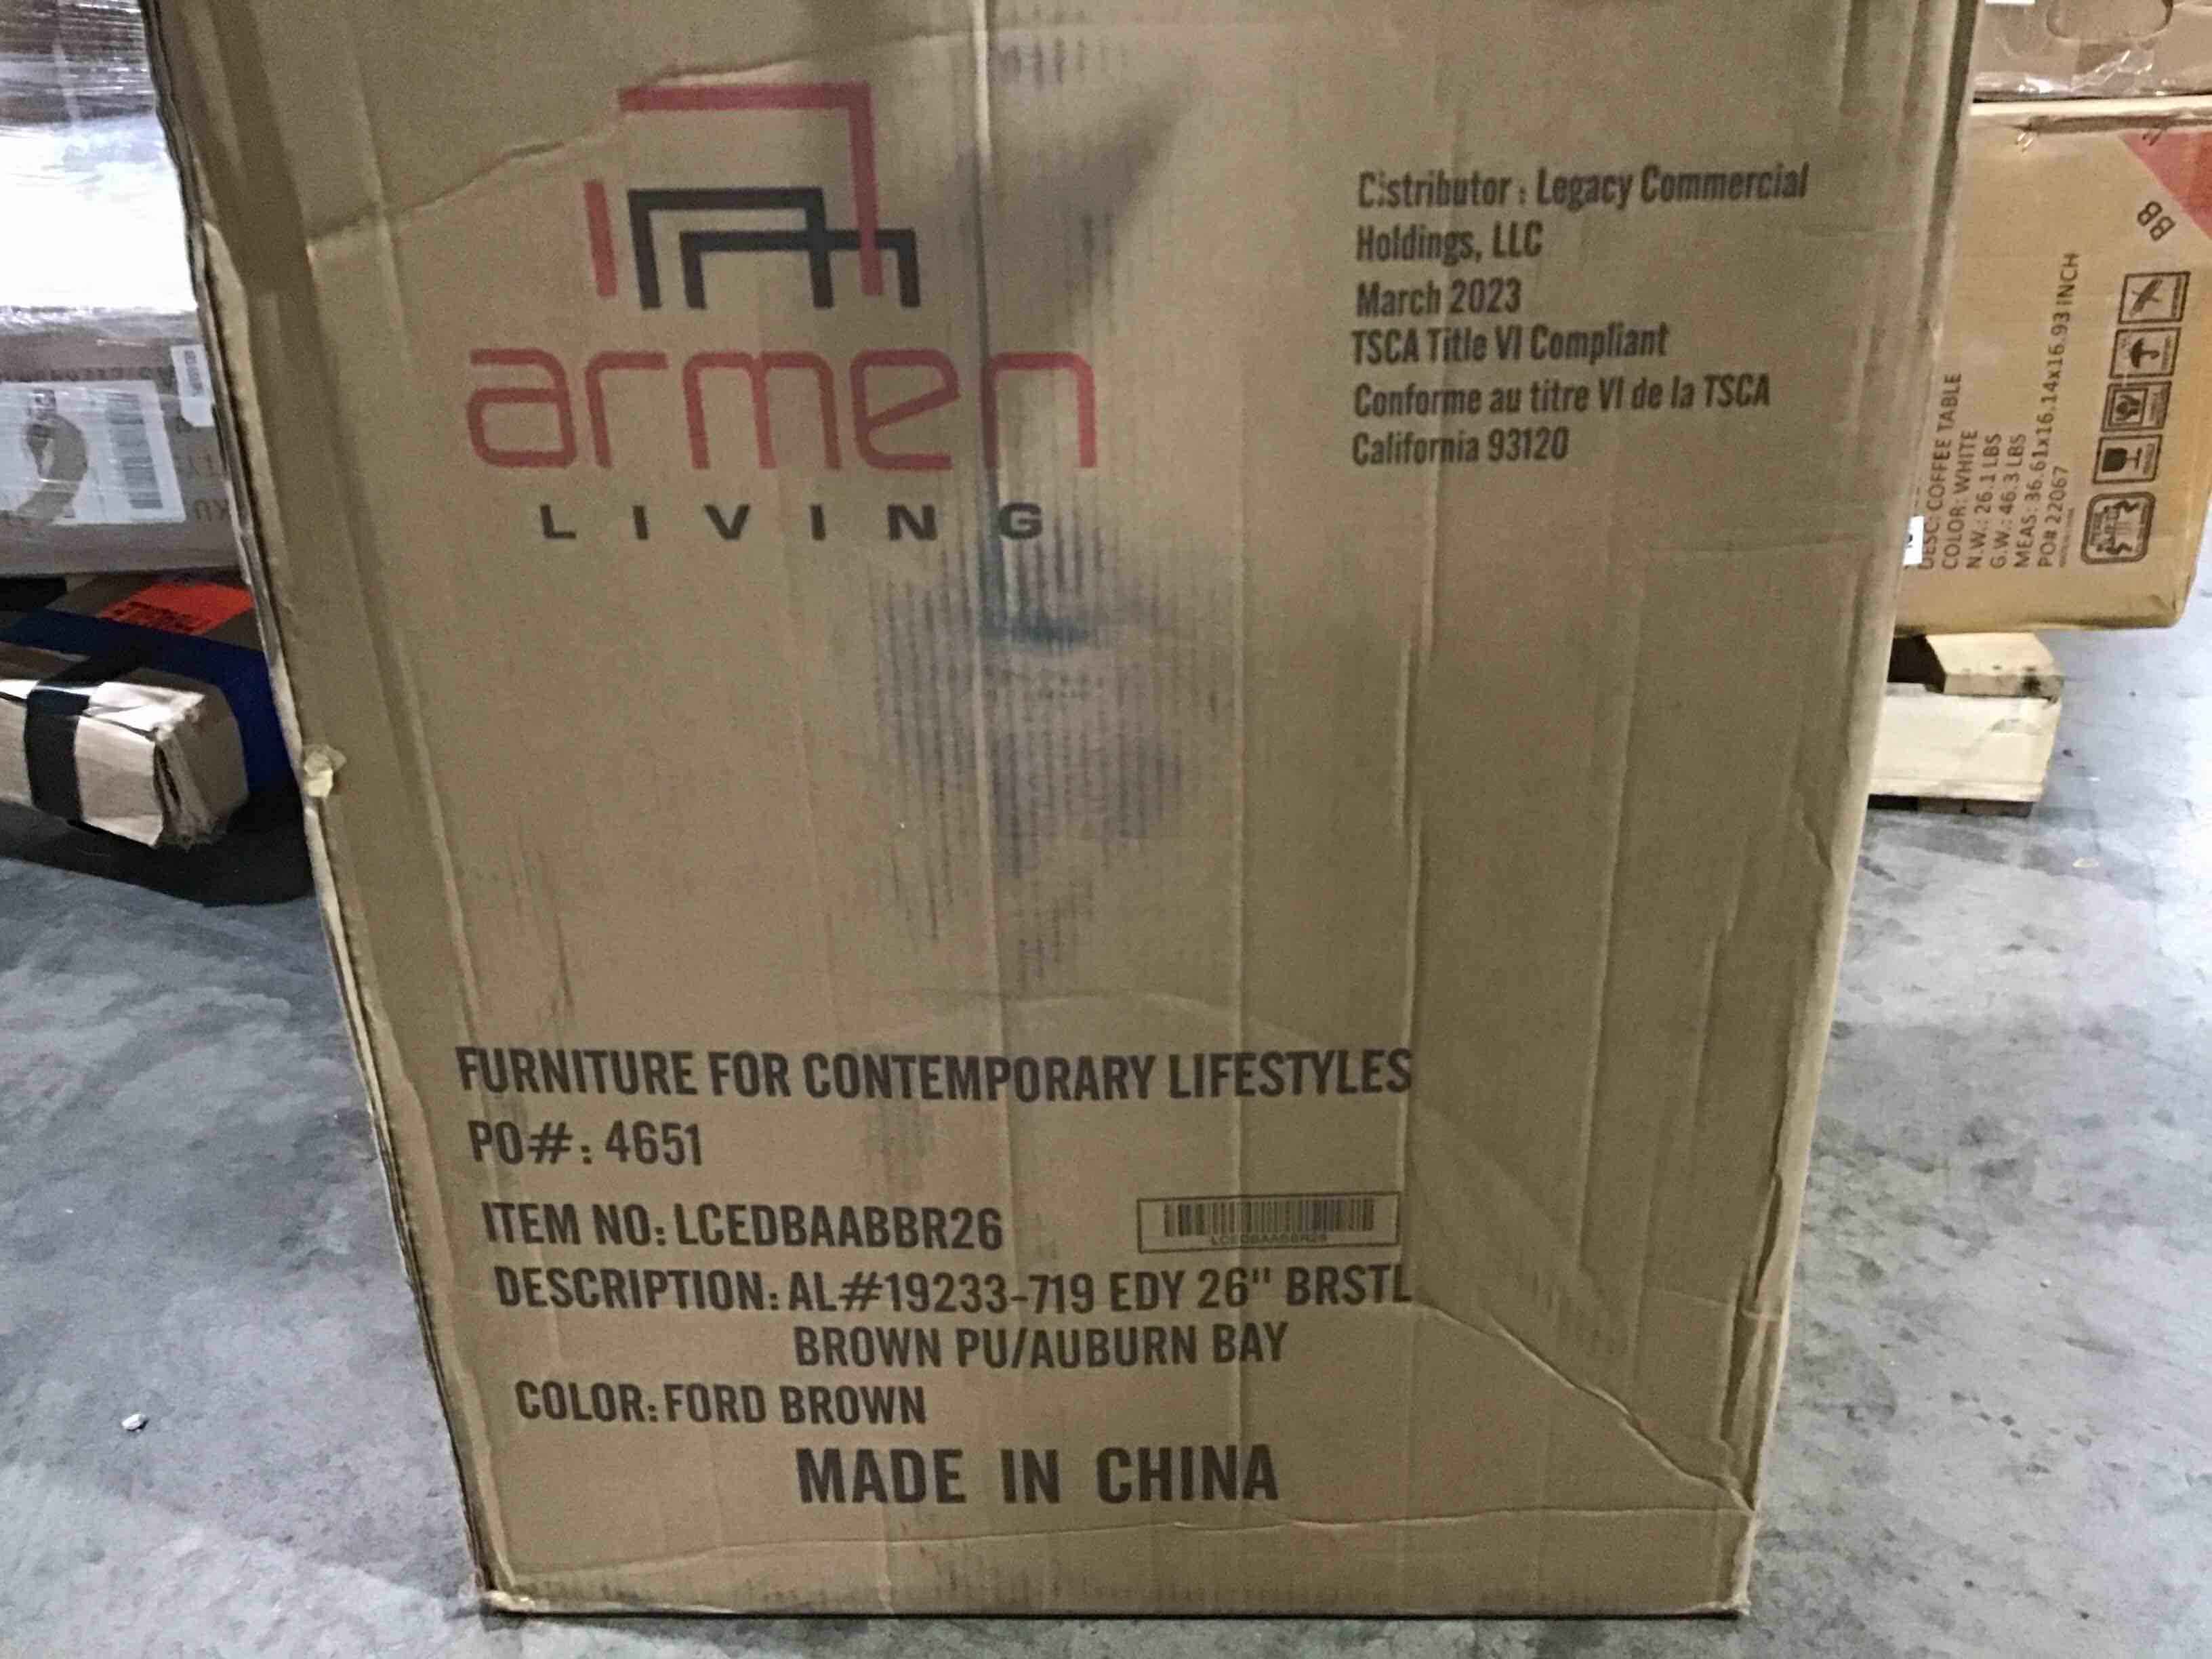 armen
LIVING
Distributor : Legacy Commercial
Holdings, LLC
March 2023
TSCA Title VI Compliant
Conforme au titre VI de la TSCA
California 93120
FURNITURE FOR CONTEMPORARY LIFESTYLES
PO#: 4651
ITEM NO: LCEDBAABBR26
LCEDBAABBR26
DESCRIPTION: AL#19233-719 EDY 26" BRSTL
BROWN PU/AUBURN BAY
COLOR: FORD BROWN
MADE IN CHINA
BB
DESC: COFFEE TABLE
COLOR: WHITE
N.W.: 26.1 LBS
G.W.: 46.3 LBS
MEAS: 36.61x16.14x16.93 INCH
PO# 22067